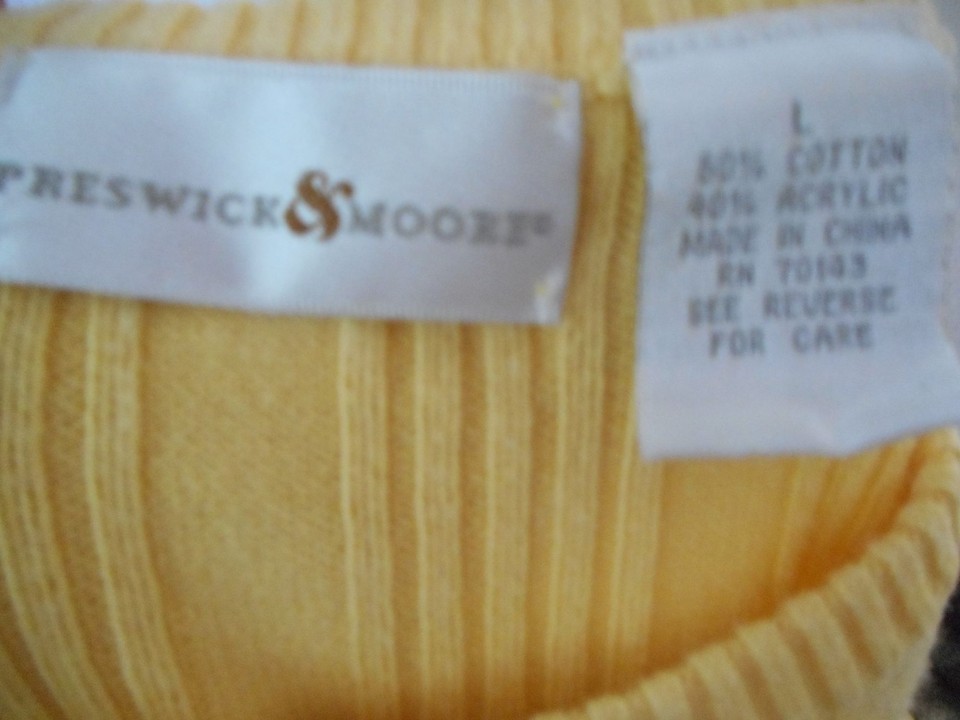 PRESWICK&MOORE®
L
60% COTTON
40% ACRYLIC
MADE IN CHINA
RN 70143
SEE REVERSE
FOR CARE